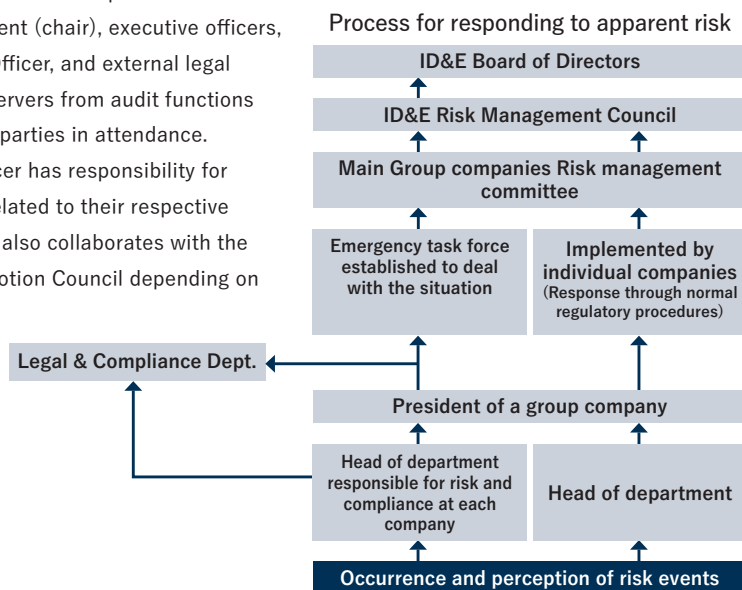 ent (chair), executive officers,
fficer, and external legal
ervers from audit functions
parties in attendance.
cer has responsibility for
elated to their respective
also collaborates with the
otion Council depending on
Process for responding to apparent risk
ID&E Board of Directors
ID&E Risk Management Council
Main Group companies Risk management
committee
Emergency task force
established to deal
with the situation
Implemented by
individual companies
(Response through normal
regulatory procedures)
Legal & Compliance Dept.
President of a group company
Head of department
responsible for risk and
compliance at each
company
Head of department
Occurrence and perception of risk events